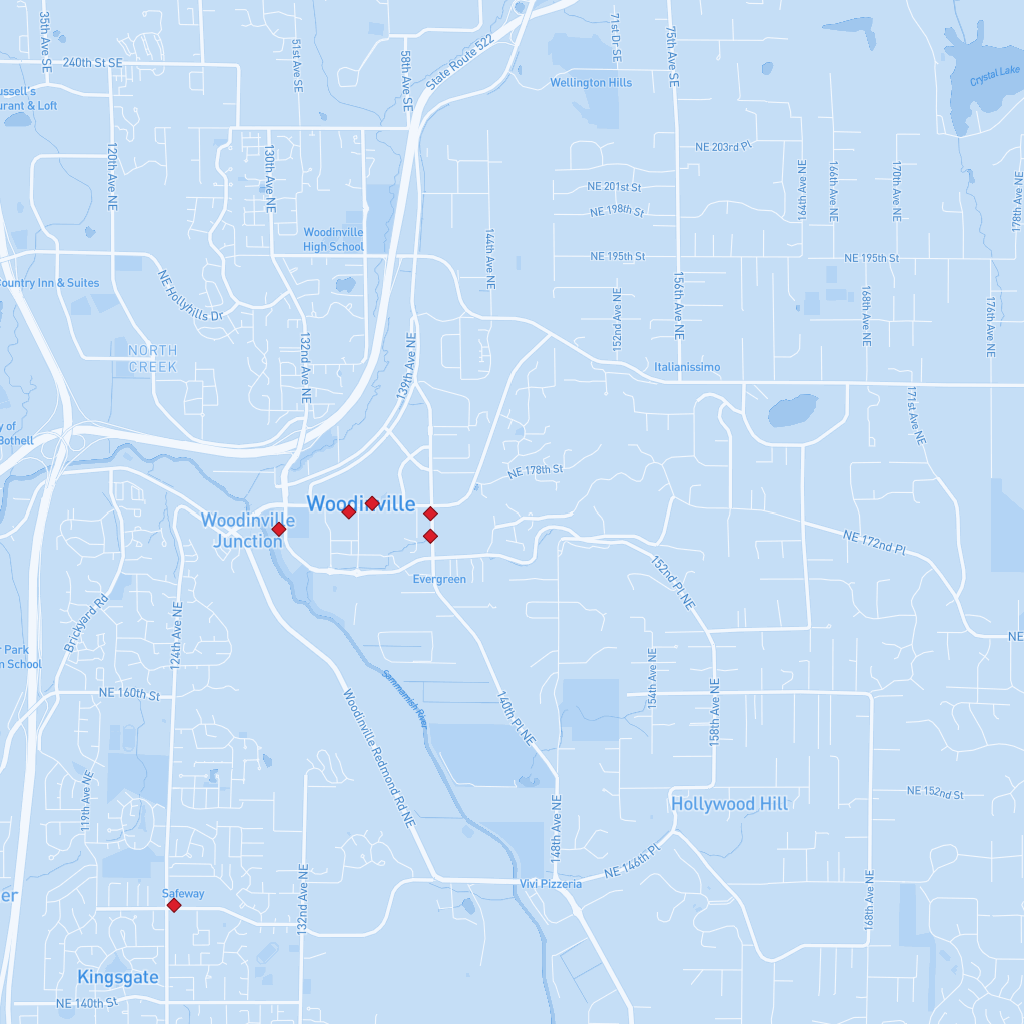 35th Ave SE
240th St SE
51st Ave SE
58th Ave SE
State Route 522
71st Dr SE
75th Ave SE
Wellington Hills
Crystal Lake
ussell's
urant & Loft
120th Ave NE
130th Ave NE
NE 203rd Pl
NE 201st St
NE 198th St
164th Ave NE
166th Ave NE
170th Ave NE
178th Ave NE
Woodinville
High School
144th Ave NE
NE 195th St
NE 195th St
Country Inn & Suites
NE Hollyhills Dr
152nd Ave NE
156th Ave NE
168th Ave NE
176th Ave NE
NORTH
CREEK
132nd Ave NE
139th Ave NE
Italianissimo
171st Ave NE
y of
Bothell
NE 178th St
Woodinville
Woodinville
Junction
NE 172nd Pl
Evergreen
152nd Pl NE
Brickyard Rd
124th Ave NE
r Park
n School
NE
NE 160th St
Sammamish River
154th Ave NE
158th Ave NE
Woodinville Redmond Rd NE
140th Pl NE
119th Ave NE
NE 152nd St
Hollywood Hill
148th Ave NE
NE 146th Pl
Vivi Pizzeria
er
Safeway
132nd Ave NE
168th Ave NE
Kingsgate
NE 140th St